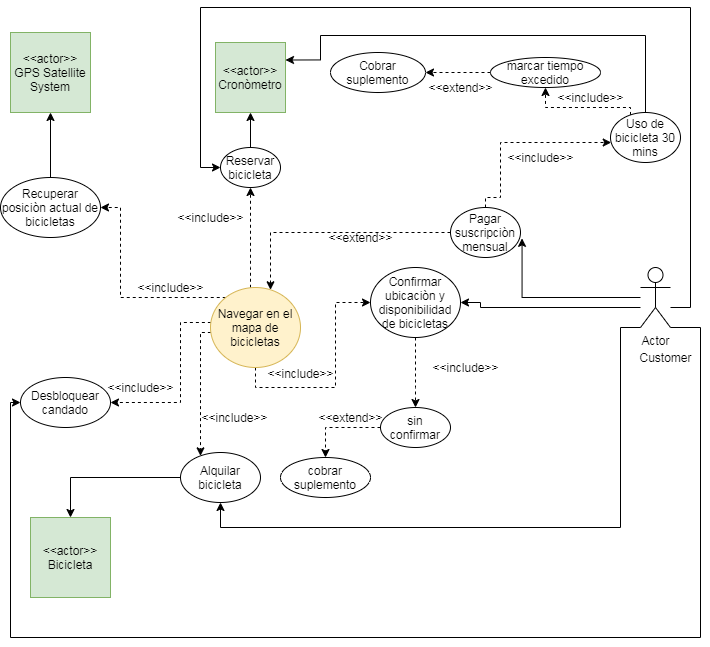 <<actor>>
GPS Satellite
System
<<actor>>
Cronòmetro
Cobrar
suplemento
<<extend>>
marcar tiempo
excedido
<<include>>
Uso de
bicicleta 30
mins
Reservar
bicicleta
<<include>>
Recuperar
posiciòn actual de
bicicletas
<<include>>
<<include>>
Pagar
suscripciòn
mensual
<<extend>>
<<include>>
Navegar en el
mapa de
bicicletas
Confirmar
ubicaciòn y
disponibilidad
de bicicletas
Actor
Customer
<<include>>
<<include>>
<<include>>
Desbloquear
candado
<<include>>
<<extend>>
sin
confirmar
Alquilar
bicicleta
cobrar
suplemento
<<actor>>
Bicicleta